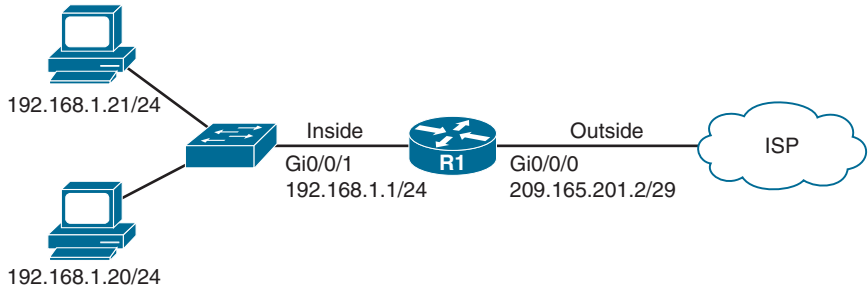 192.168.1.21/24
Inside
Outside
ISP
R1
Gi0/0/1
192.168.1.1/24
Gi0/0/0
209.165.201.2/29
192.168.1.20/24